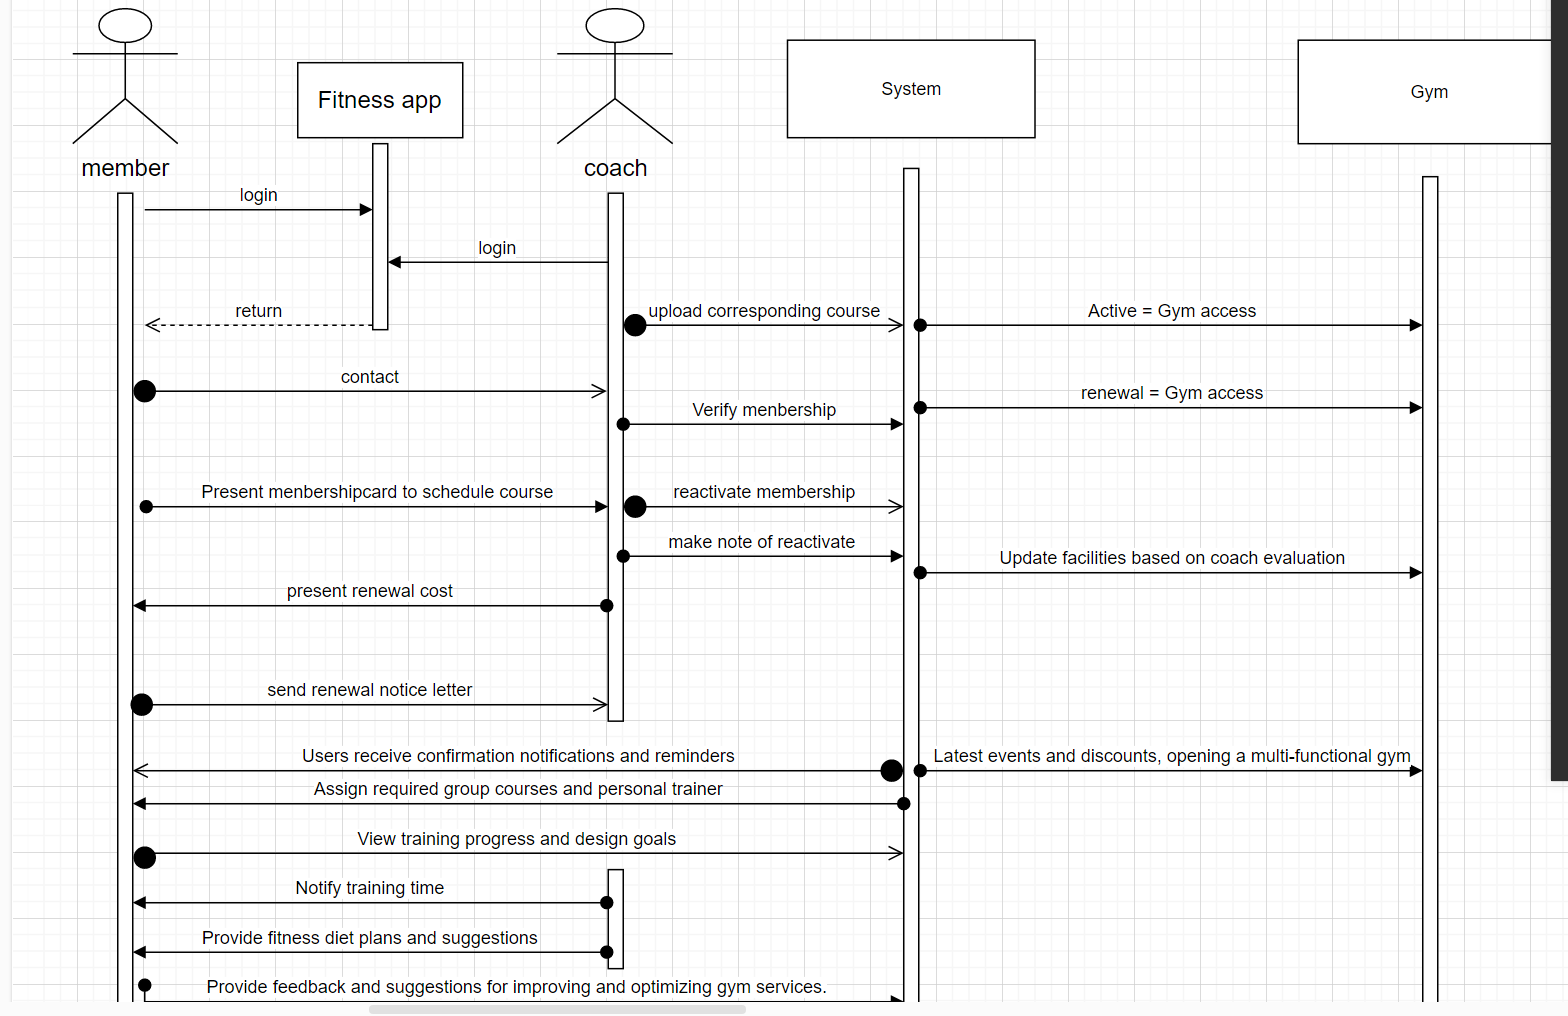 System
Gym
Fitness app
member
coach
login
login
return
upload corresponding course
Active = Gym access
contact
renewal = Gym access
Verify menbership
Present menbershipcard to schedule course
reactivate membership
make note of reactivate
Update facilities based on coach evaluation
present renewal cost
send renewal notice letter
Users receive confirmation notifications and reminders
Latest events and discounts, opening a multi-functional gym
Assign required group courses and personal trainer
View training progress and design goals
Notify training time
Provide fitness diet plans and suggestions
Provide feedback and suggestions for improving and optimizing gym services.